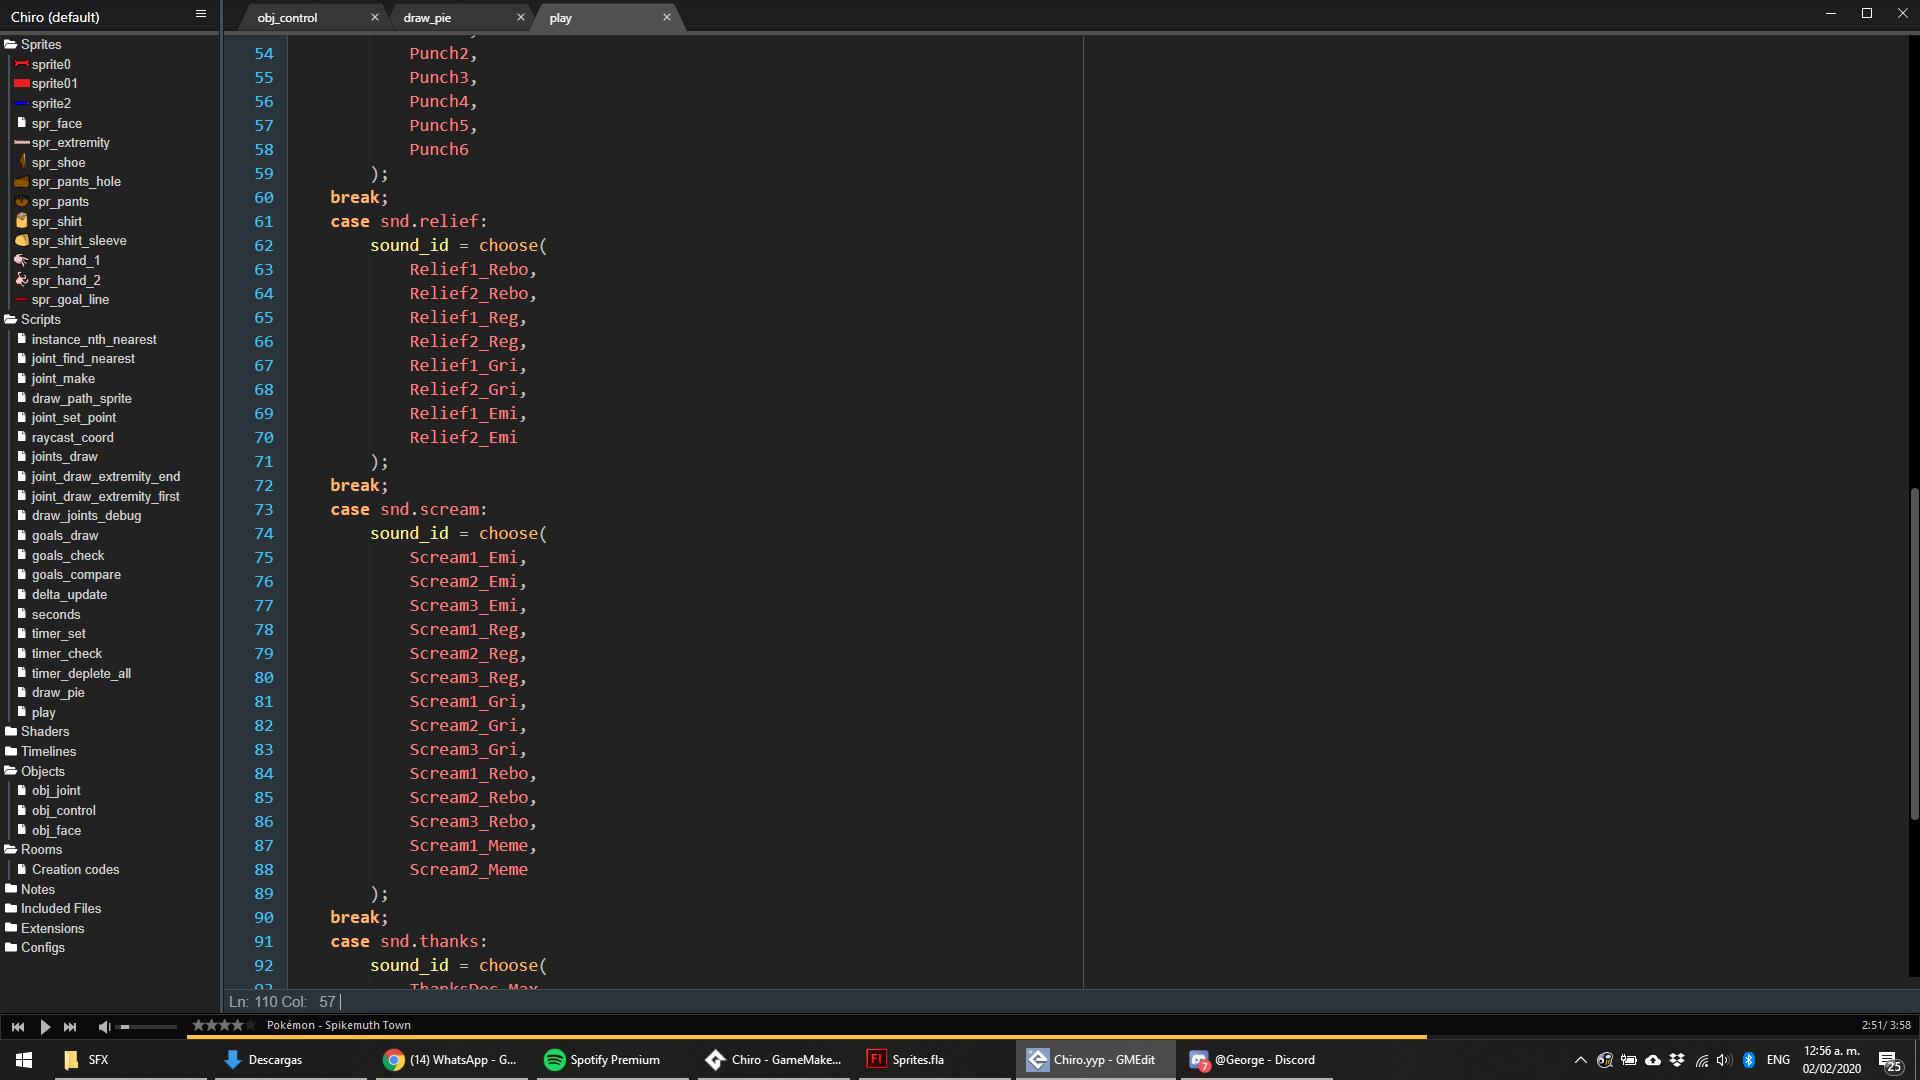 Chiro (default)
obj_control
draw_pie
play
Sprites
sprite0
sprite01
sprite2
spr_face
spr_extremity
spr_shoe
spr_pants_hole
spr_pants
spr_shirt
spr_shirt_sleeve
spr_hand_1
spr_hand_2
spr_goal_line
Scripts
instance_nth_nearest
joint_find_nearest
joint_make
draw_path_sprite
joint_set_point
raycast_coord
joints_draw
joint_draw_extremity_end
joint_draw_extremity_first
draw_joints_debug
goals_draw
goals_check
goals_compare
delta_update
seconds
timer_set
timer_check
timer_deplete_all
draw_pie
play
Shaders
Timelines
Objects
obj_joint
obj_control
obj_face
Rooms
Creation codes
Notes
Included Files
Extensions
Configs
54 Punch2,
55 Punch3,
56 Punch4,
57 Punch5,
58 Punch6
59 );
60 break;
61 case snd.relief:
62 sound_id = choose(
63 Relief1_Rebo,
64 Relief2_Rebo,
65 Relief1_Reg,
66 Relief2_Reg,
67 Relief1_Gri,
68 Relief2_Gri,
69 Relief1_Emi,
70 Relief2_Emi
71 );
72 break;
73 case snd.scream:
74 sound_id = choose(
75 Scream1_Emi,
76 Scream2_Emi,
77 Scream3_Emi,
78 Scream1_Reg,
79 Scream2_Reg,
80 Scream3_Reg,
81 Scream1_Gri,
82 Scream2_Gri,
83 Scream3_Gri,
84 Scream1_Rebo,
85 Scream2_Rebo,
86 Scream3_Rebo,
87 Scream1_Meme,
88 Scream2_Meme
89 );
90 break;
91 case snd.thanks:
92 sound_id = choose(
93 ThanksDoc_Max
Ln: 110 Col: 57
Pokémon - Spikemuth Town
2:51/ 3:58
SFX
Descargas
(14) WhatsApp - G...
Spotify Premium
Chiro - GameMake...
Sprites.fla
Chiro.yyp - GMEdit
@George - Discord
ENG
12:56 a. m.
02/02/2020
25